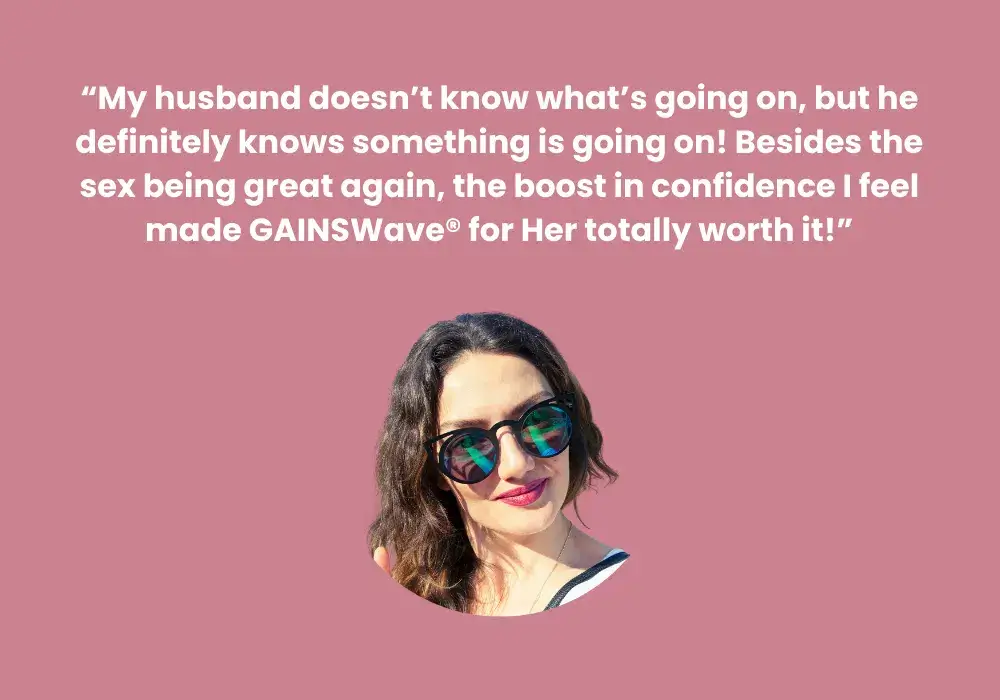 “My husband doesn’t know what’s going on, but he
definitely knows something is going on! Besides the
sex being great again, the boost in confidence I feel
made GAINSWave® for Her totally worth it!”